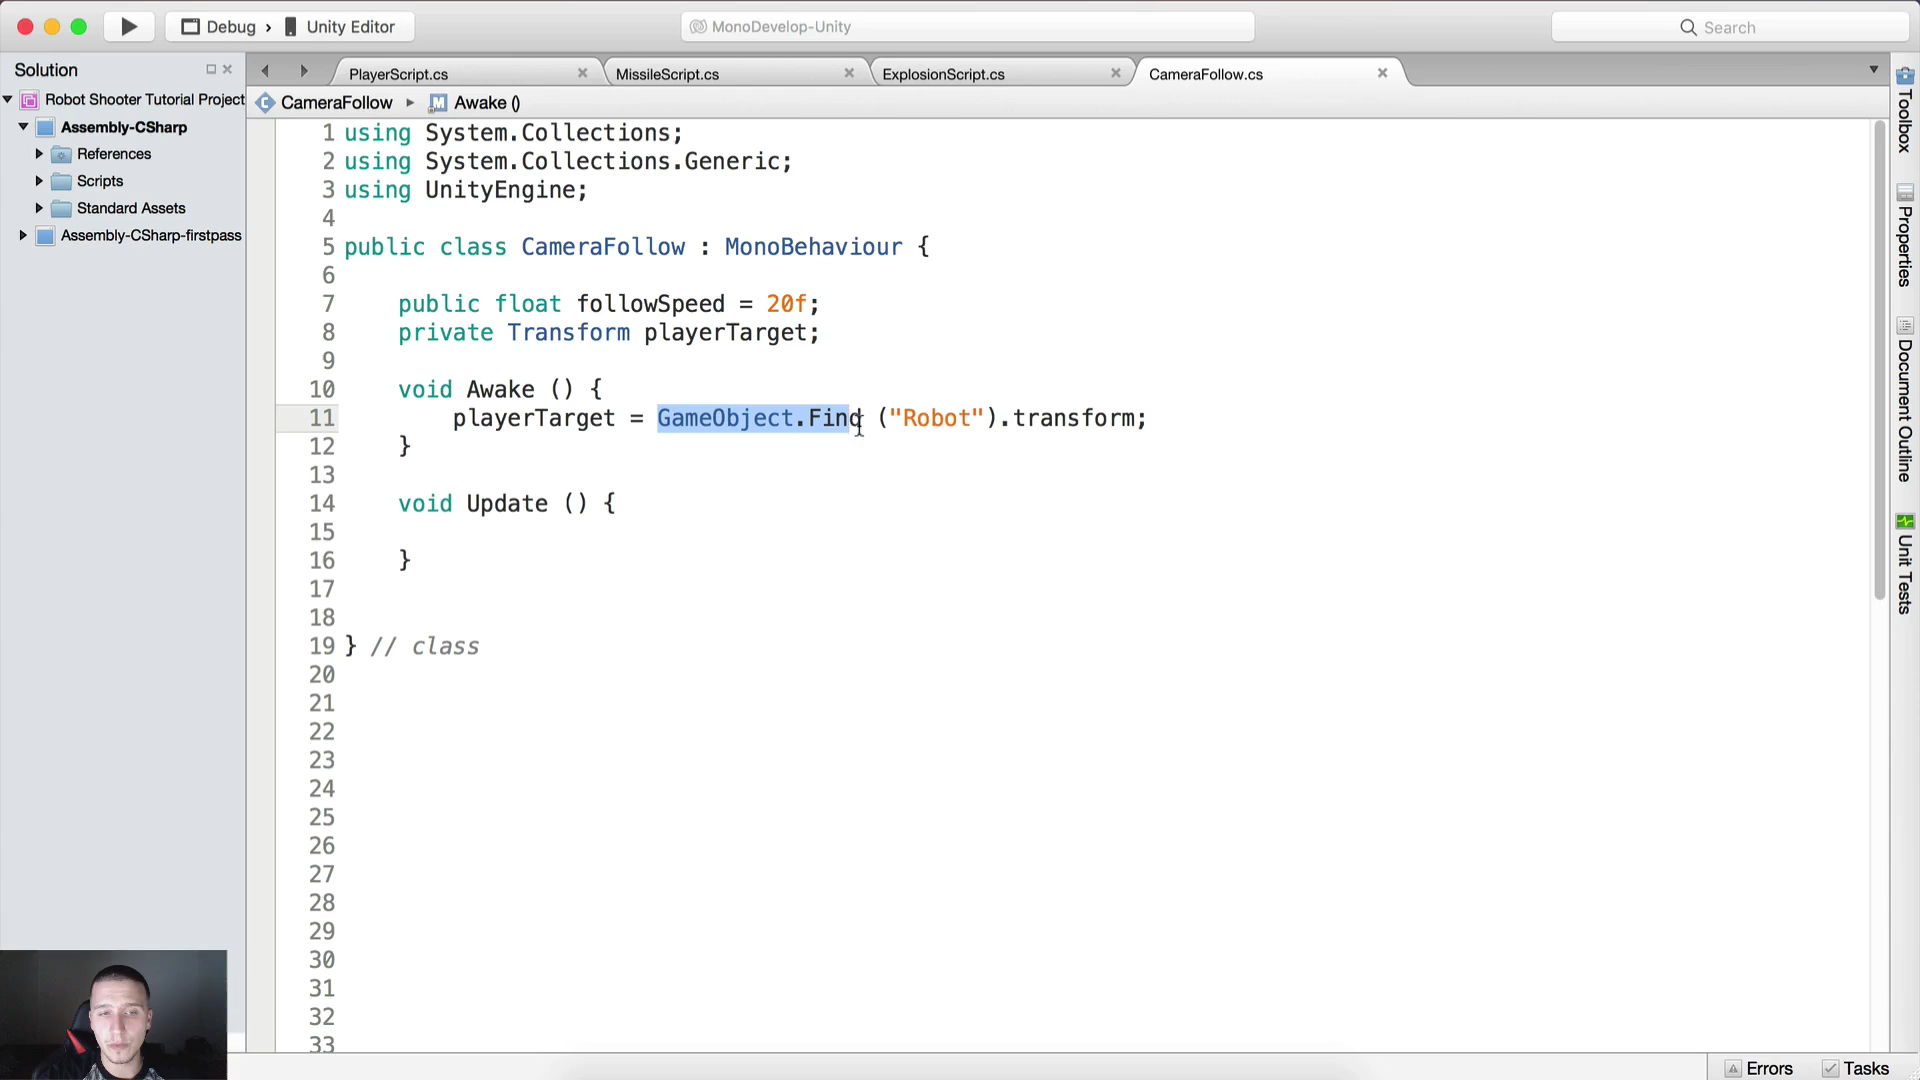 Debug › Unity Editor
MonoDevelop-Unity
Search
Solution
PlayerScript.cs
MissileScript.cs
ExplosionScript.cs
CameraFollow.cs
Robot Shooter Tutorial Project
Assembly-CSharp
References
Scripts
Standard Assets
Assembly-CSharp-firstpass
C CameraFollow ▸ M Awake ()
1 using System.Collections;
2 using System.Collections.Generic;
3 using UnityEngine;
4
5 public class CameraFollow : MonoBehaviour {
6
7 public float followSpeed = 20f;
8 private Transform playerTarget;
9
10 void Awake () {
11 playerTarget = GameObject.Find ("Robot").transform;
12 }
13
14 void Update () {
15
16 }
17
18
19 } // class
20
21
22
23
24
25
26
27
28
29
30
31
32
33
Toolbox
Properties
Document Outline
Unit Tests
Errors
Tasks